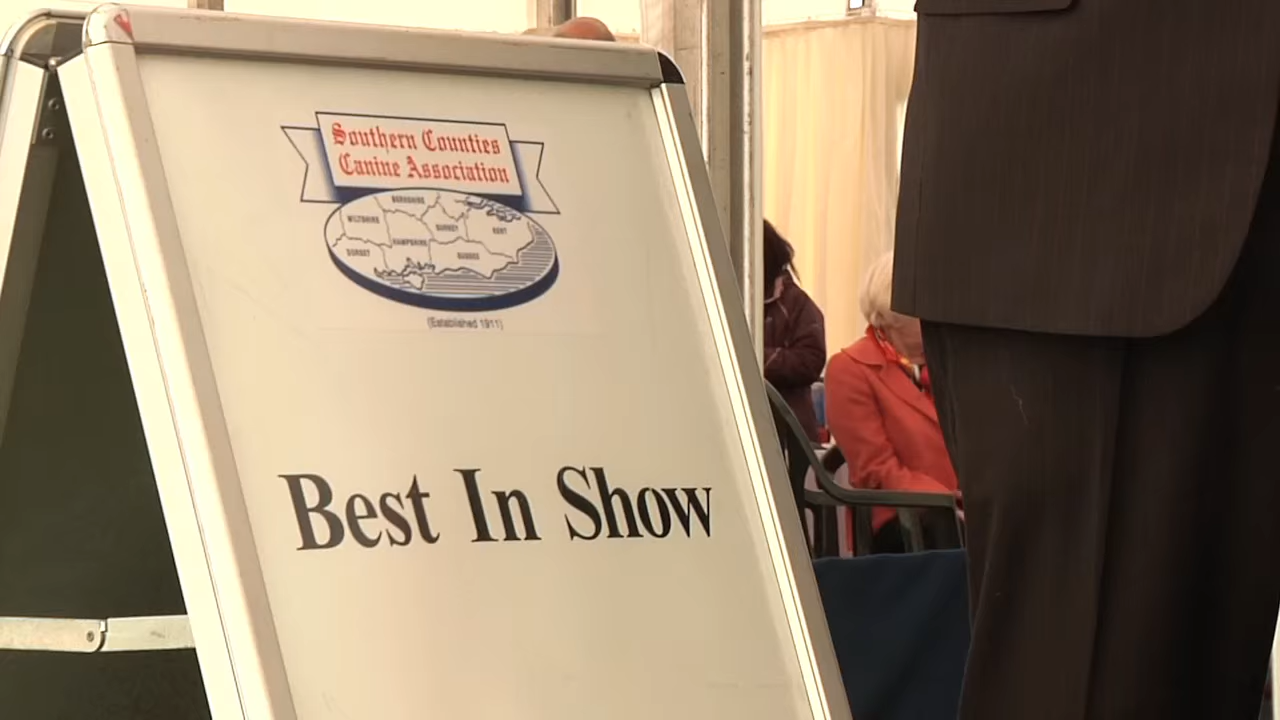 Southern Counties
Canine Association
BERKSHIRE
WILTSHIRE
SURREY
KENT
HAMPSHIRE
DORSET
SUSSEX
(Established 1911)
Best In Show